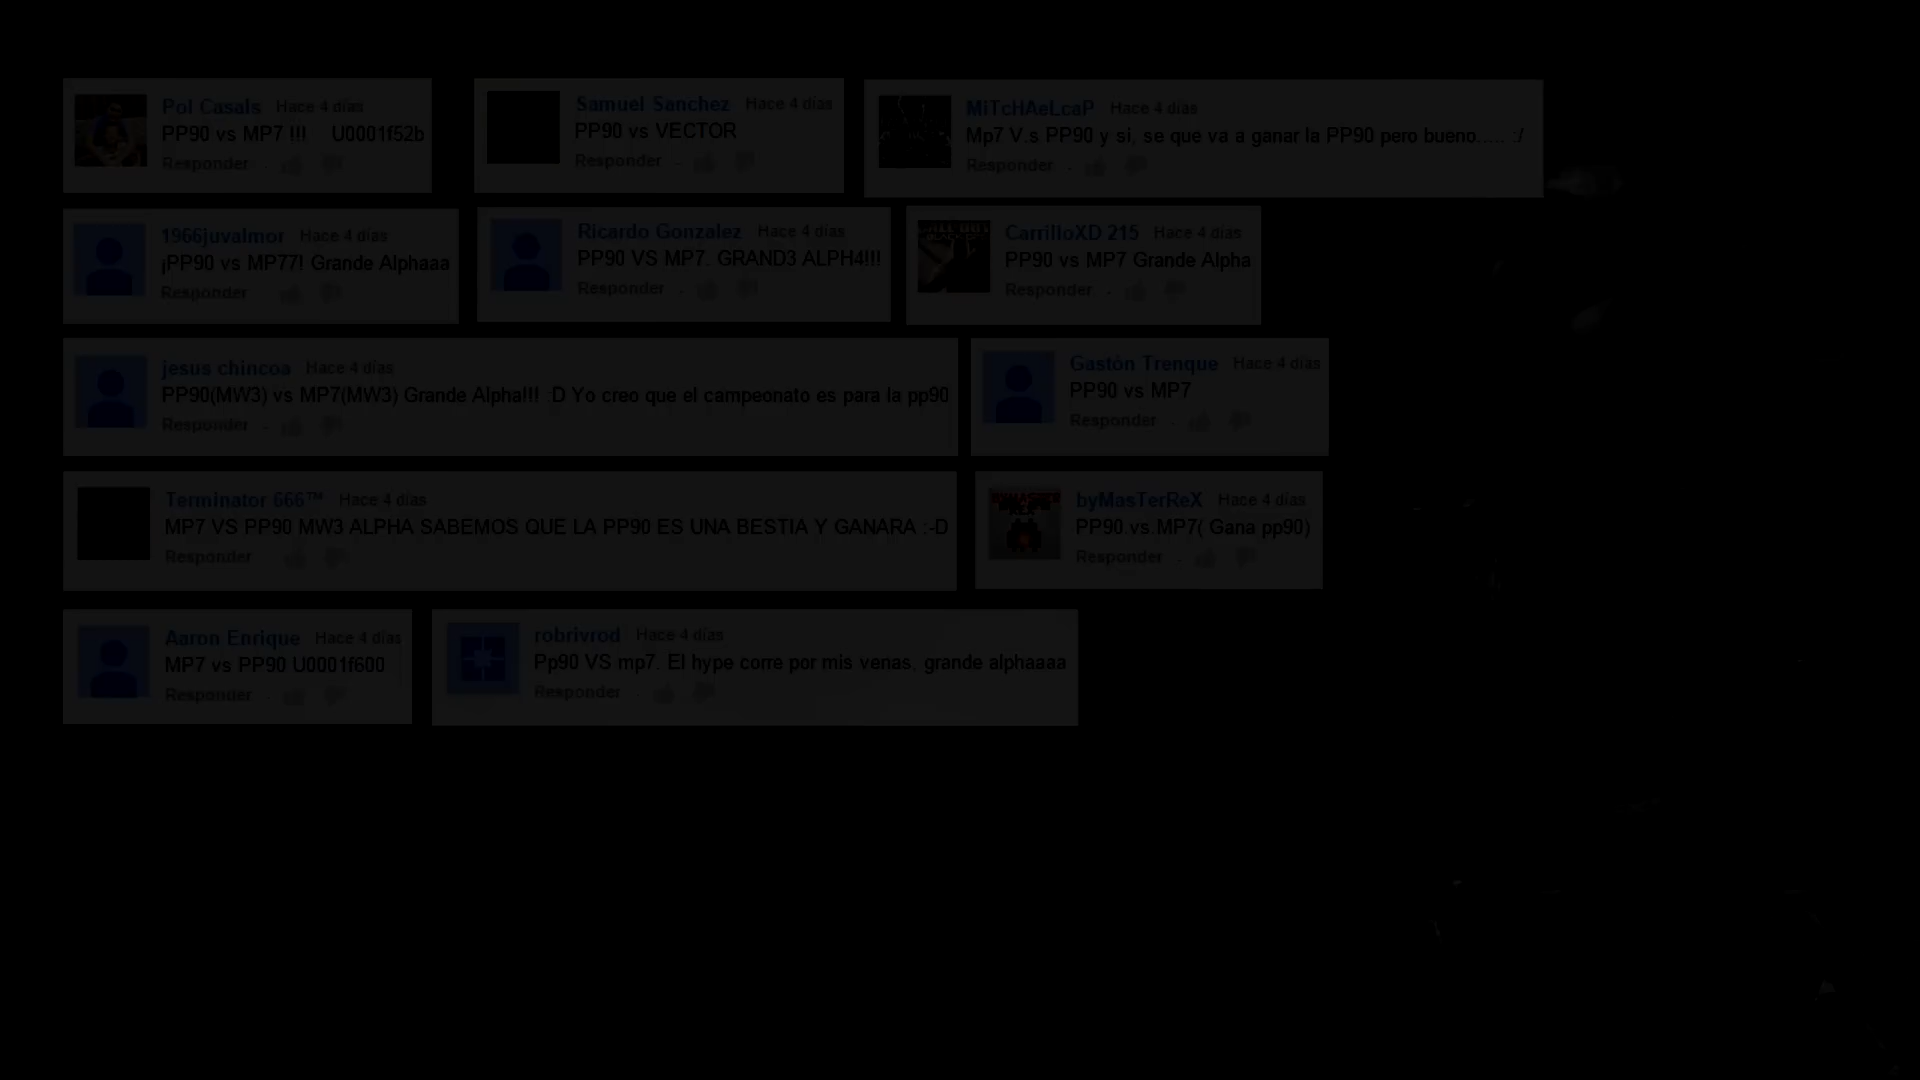 Pol Casals Hace 4 días
PP90 vs MP7 !!! U0001f52b
Responder
Samuel Sanchez Hace 4 días
PP90 vs VECTOR
Responder
MiTcHAeLcaP Hace 4 días
Mp7 V.s PP90 y si, se que va a ganar la PP90 pero bueno..... :/
Responder
1966juvalmor Hace 4 días
¡PP90 vs MP77! Grande Alphaaa
Responder
Ricardo Gonzalez Hace 4 días
PP90 VS MP7. GRAND3 ALPH4!!!
Responder
CarrilloXD 215 Hace 4 días
PP90 vs MP7 Grande Alpha
Responder
jesus chincoa Hace 4 días
PP90(MW3) vs MP7(MW3) Grande Alpha!!! :D Yo creo que el campeonato es para la pp90
Responder
Gastón Trenque Hace 4 días
PP90 vs MP7
Responder
Terminator 666™ Hace 4 días
MP7 VS PP90 MW3 ALPHA SABEMOS QUE LA PP90 ES UNA BESTIA Y GANARA :-D
Responder
byMasTerReX Hace 4 días
PP90.vs.MP7( Gana pp90)
Responder
Aaron Enrique Hace 4 días
MP7 vs PP90 U0001f600
Responder
robrivrod Hace 4 días
Pp90 VS mp7. El hype corre por mis venas, grande alphaaaa
Responder